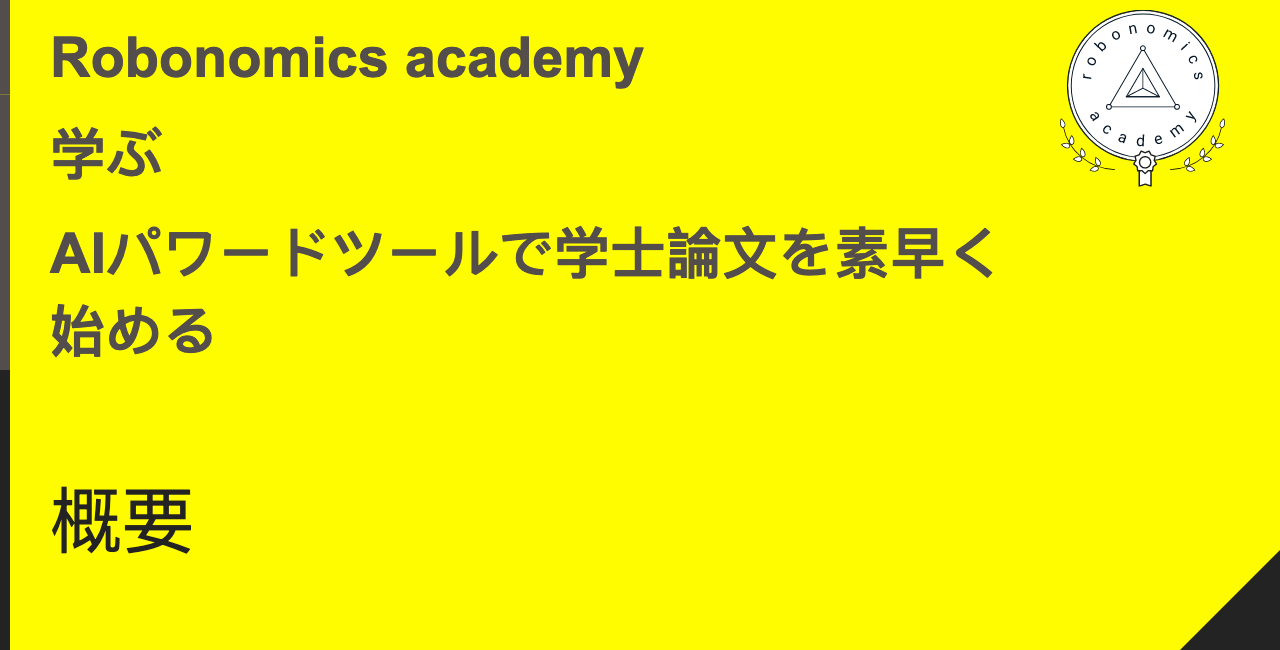 Robonomics academy
robonomics
academy
学ぶ
AIパワードツールで学士論文を素早く
始める
概要